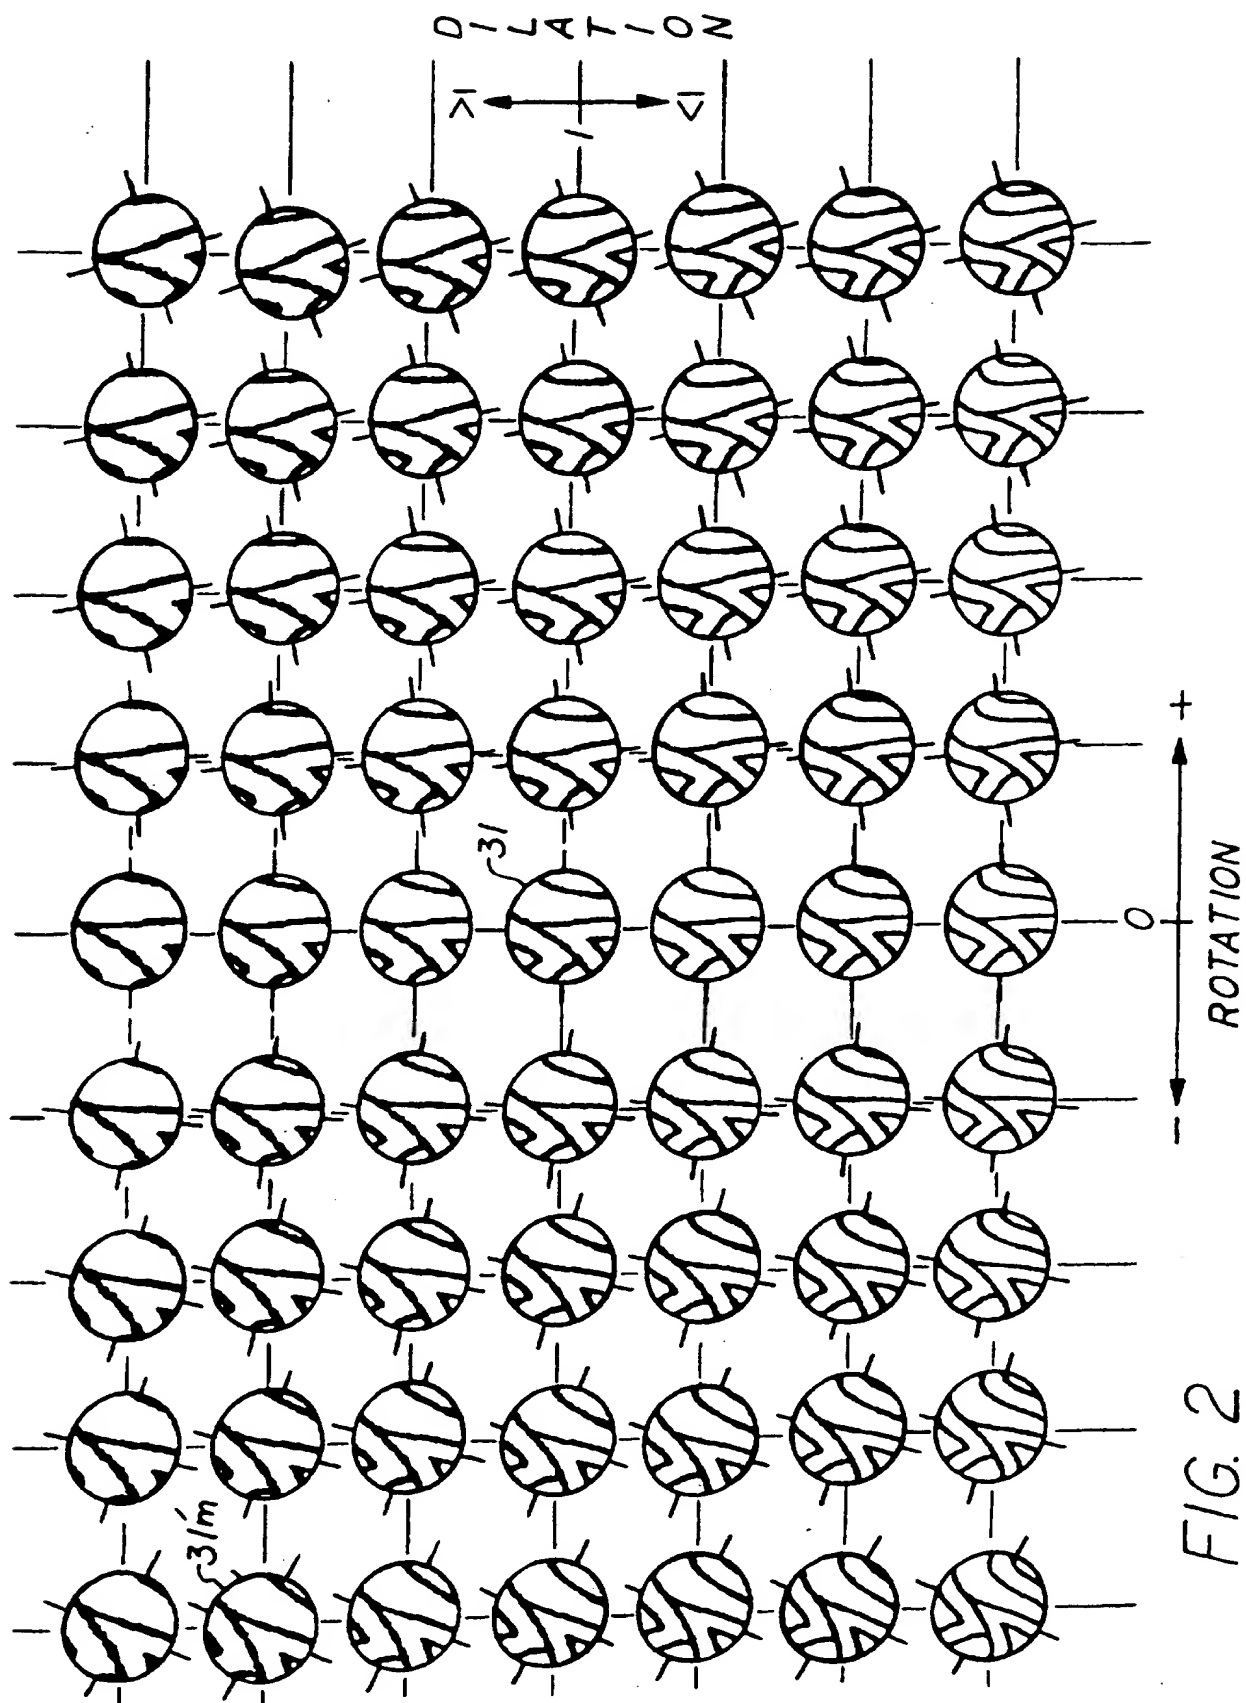 DILATION
>1
1
<1
31
31m'
- 0 +
ROTATION
FIG. 2